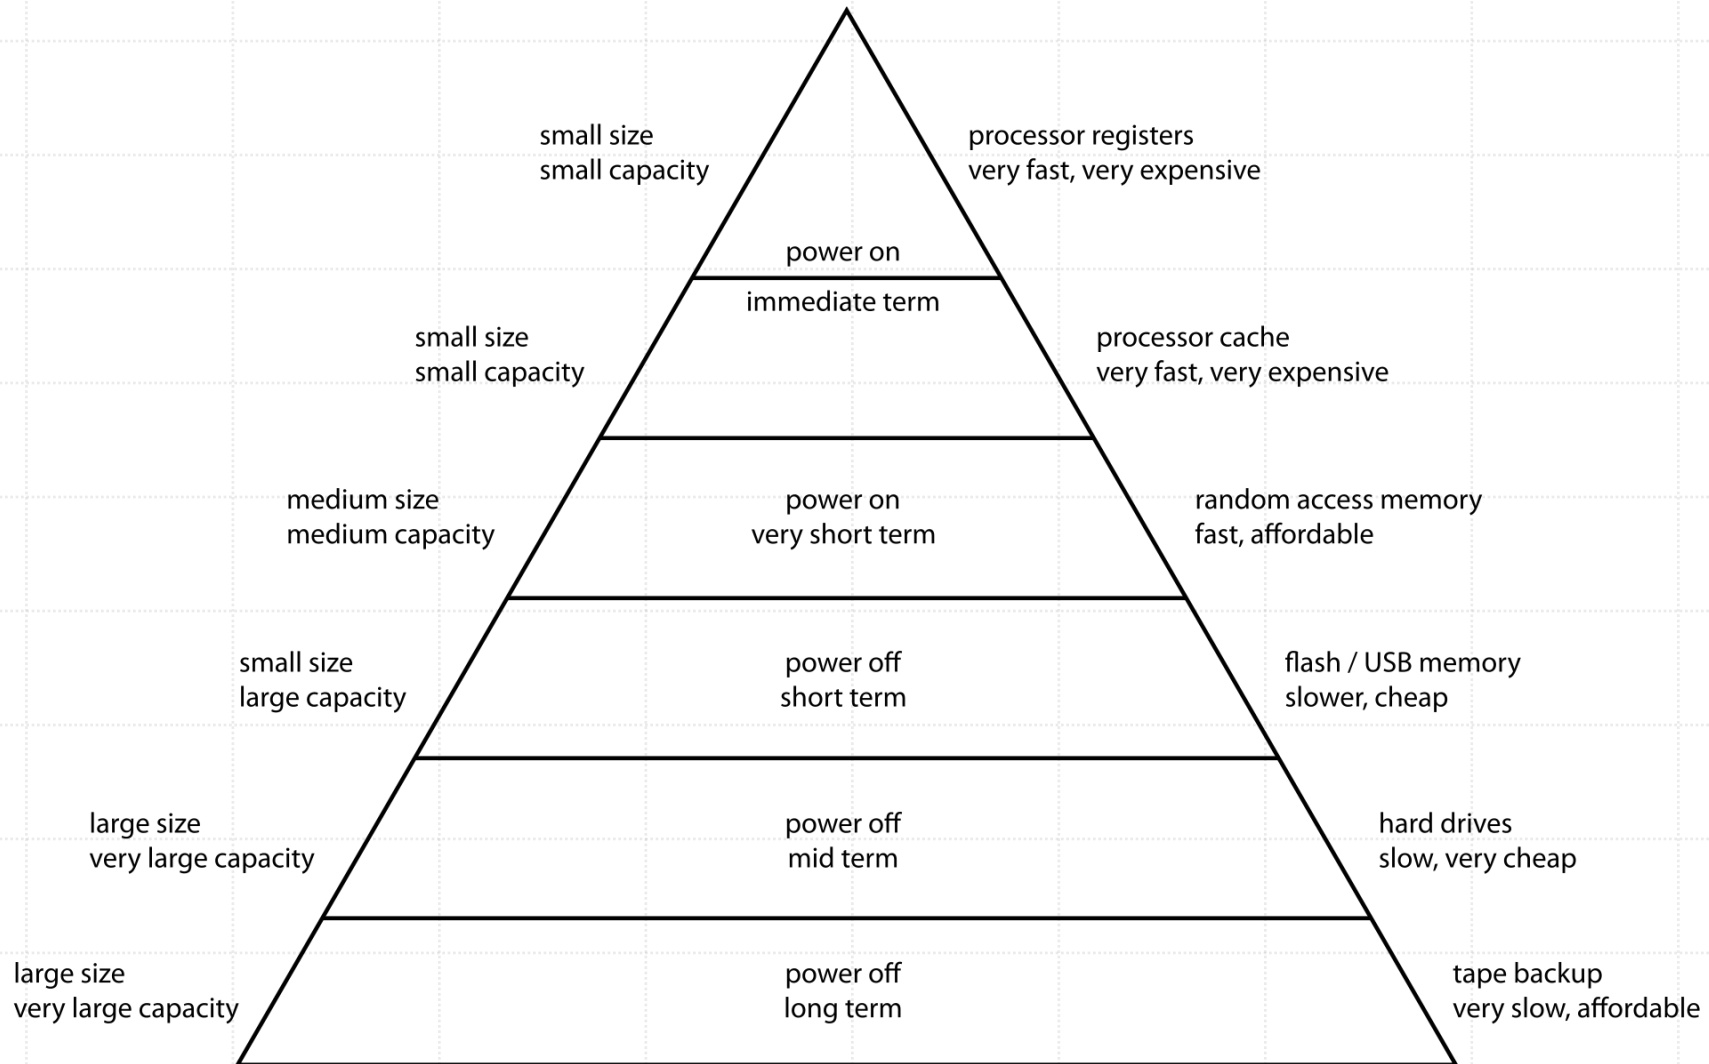 small size
small capacity
processor registers
very fast, very expensive
power on
immediate term
small size
small capacity
processor cache
very fast, very expensive
medium size
medium capacity
power on
very short term
random access memory
fast, affordable
small size
large capacity
power off
short term
flash / USB memory
slower, cheap
large size
very large capacity
power off
mid term
hard drives
slow, very cheap
large size
very large capacity
power off
long term
tape backup
very slow, affordable